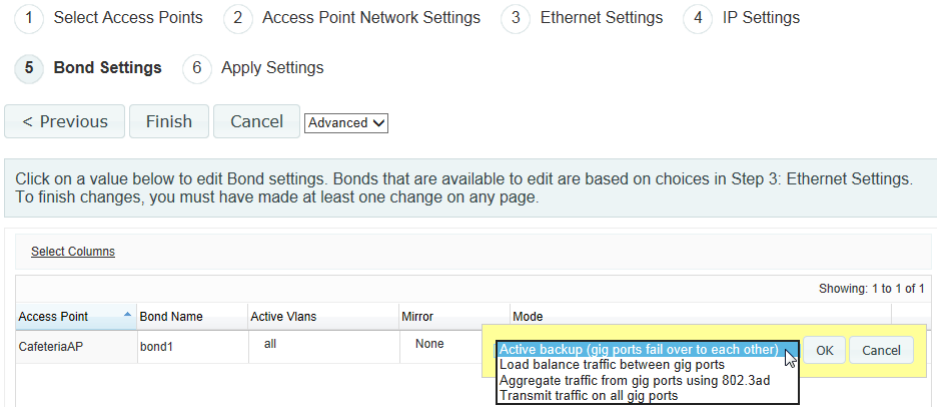 1 Select Access Points 2 Access Point Network Settings 3 Ethernet Settings 4 IP Settings
5 Bond Settings 6 Apply Settings
< Previous Finish Cancel Advanced
Click on a value below to edit Bond settings. Bonds that are available to edit are based on choices in Step 3: Ethernet Settings.
To finish changes, you must have made at least one change on any page.
Select Columns
Showing: 1 to 1 of 1
Access Point Bond Name Active Vlans Mirror Mode
CafeteriaAP bond1 all None Active backup (gig ports fail over to each other) OK Cancel
Load balance traffic between gig ports
Aggregate traffic from gig ports using 802.3ad
Transmit traffic on all gig ports